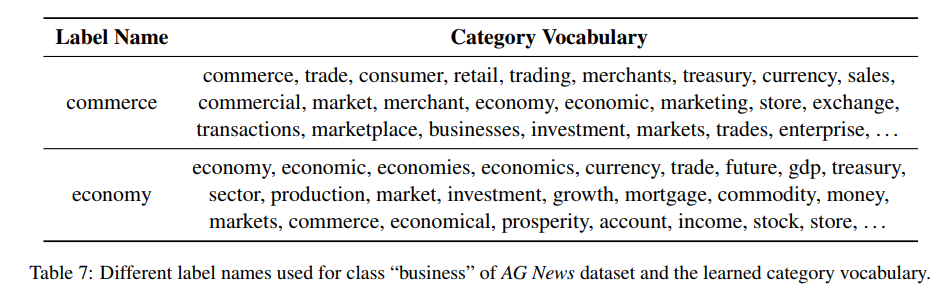 Label Name Category Vocabulary
commerce, trade, consumer, retail, trading, merchants, treasury, currency, sales,
commerce commercial, market, merchant, economy, economic, marketing, store, exchange,
transactions, marketplace, businesses, investment, markets, trades, enterprise, . . .
economy, economic, economies, economics, currency, trade, future, gdp, treasury,
economy sector, production, market, investment, growth, mortgage, commodity, money,
markets, commerce, economical, prosperity, account, income, stock, store, . . .
Table 7: Different label names used for class “business” of AG News dataset and the learned category vocabulary.